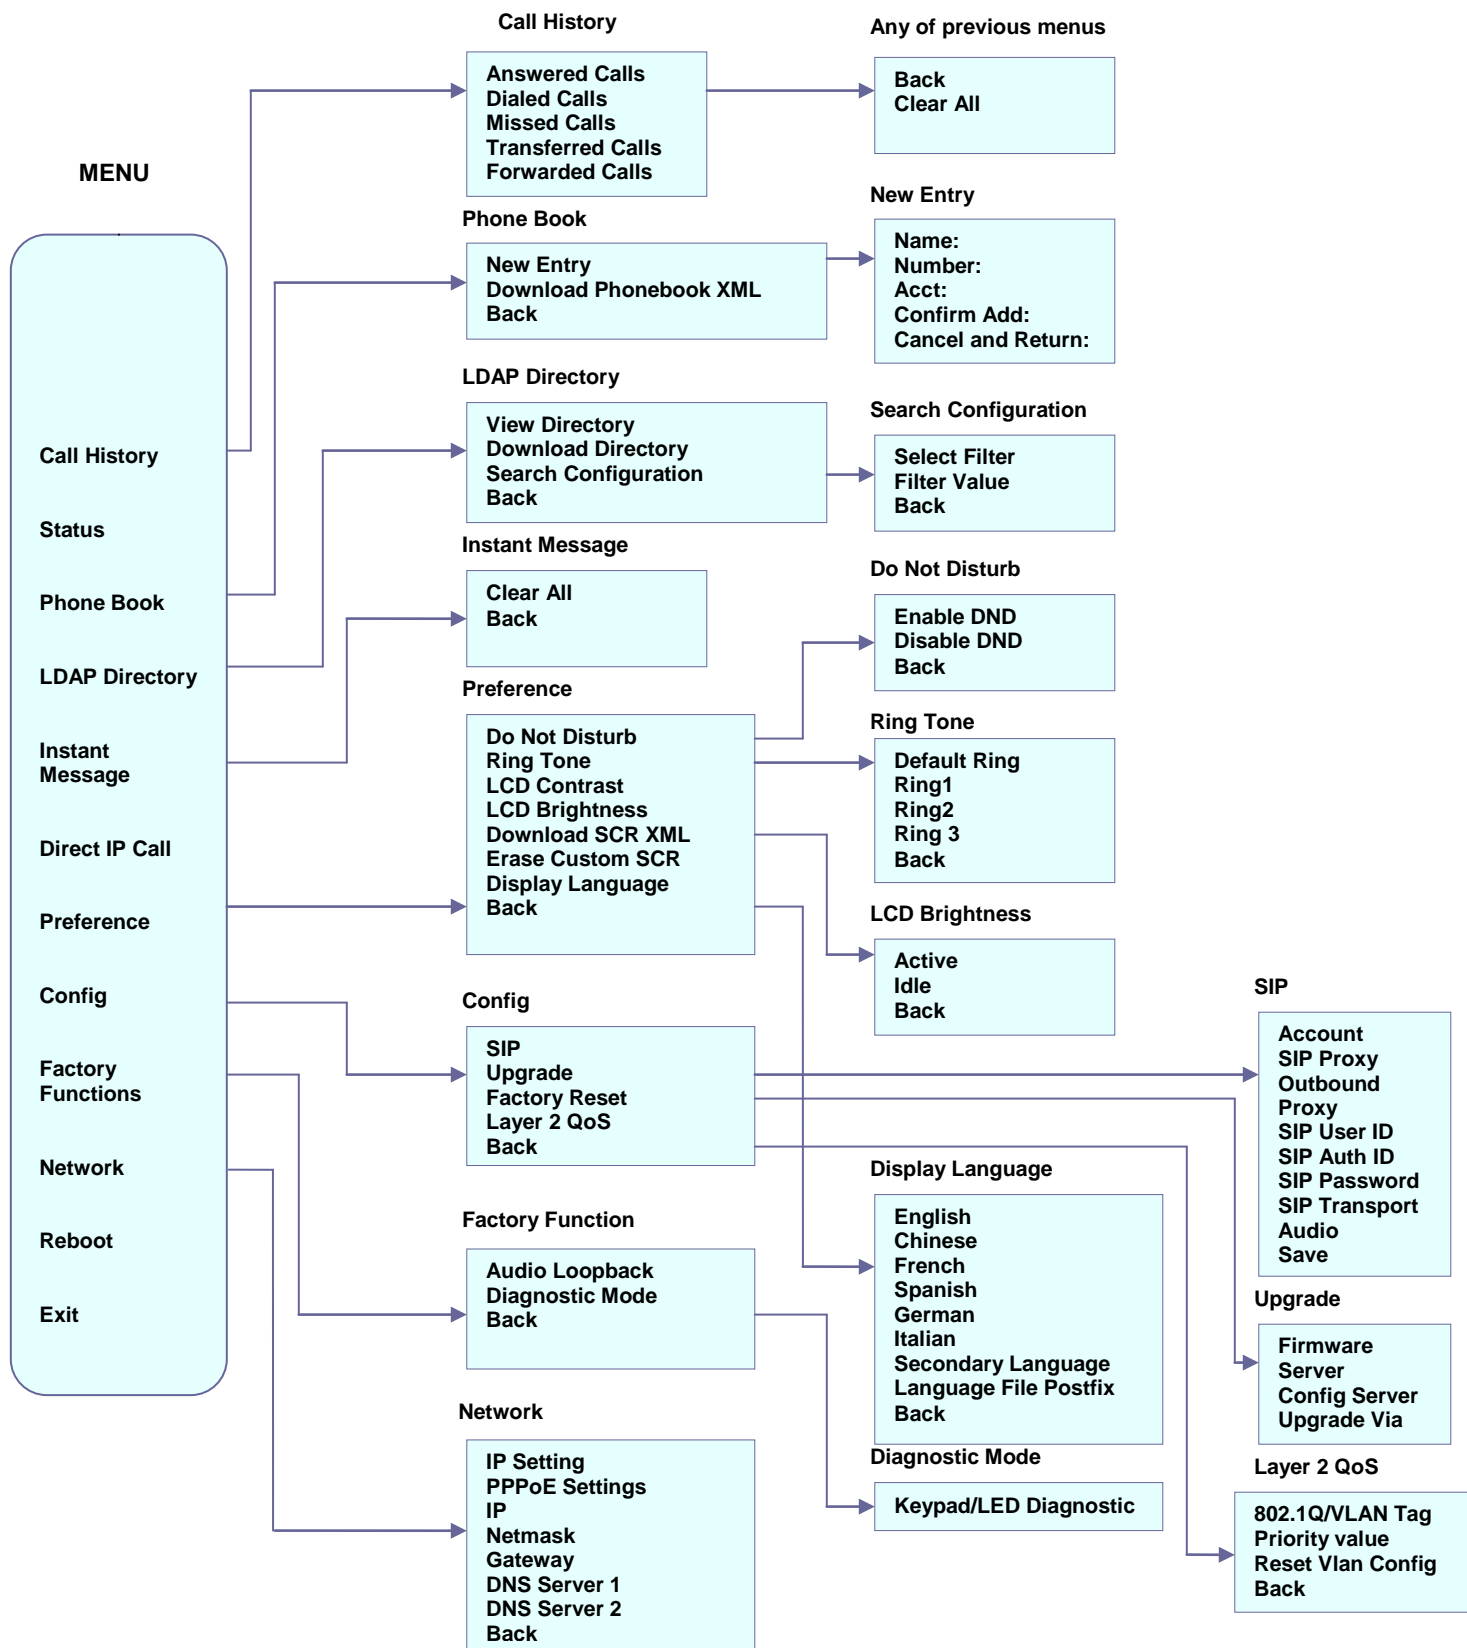 MENU
Call History
Status
Phone Book
LDAP Directory
Instant
Message
Direct IP Call
Preference
Config
Factory
Functions
Network
Reboot
Exit
Call History
Answered Calls
Dialed Calls
Missed Calls
Transferred Calls
Forwarded Calls
Phone Book
New Entry
Download Phonebook XML
Back
LDAP Directory
View Directory
Download Directory
Search Configuration
Back
Instant Message
Clear All
Back
Preference
Do Not Disturb
Ring Tone
LCD Contrast
LCD Brightness
Download SCR XML
Erase Custom SCR
Display Language
Back
Config
SIP
Upgrade
Factory Reset
Layer 2 QoS
Back
Factory Function
Audio Loopback
Diagnostic Mode
Back
Network
IP Setting
PPPoE Settings
IP
Netmask
Gateway
DNS Server 1
DNS Server 2
Back
Any of previous menus
Back
Clear All
New Entry
Name:
Number:
Acct:
Confirm Add:
Cancel and Return:
Search Configuration
Select Filter
Filter Value
Back
Do Not Disturb
Enable DND
Disable DND
Back
Ring Tone
Default Ring
Ring1
Ring2
Ring 3
Back
LCD Brightness
Active
Idle
Back
Display Language
English
Chinese
French
Spanish
German
Italian
Secondary Language
Language File Postfix
Back
Diagnostic Mode
Keypad/LED Diagnostic
SIP
Account
SIP Proxy
Outbound
Proxy
SIP User ID
SIP Auth ID
SIP Password
SIP Transport
Audio
Save
Upgrade
Firmware
Server
Config Server
Upgrade Via
Layer 2 QoS
802.1Q/VLAN Tag
Priority value
Reset Vlan Config
Back